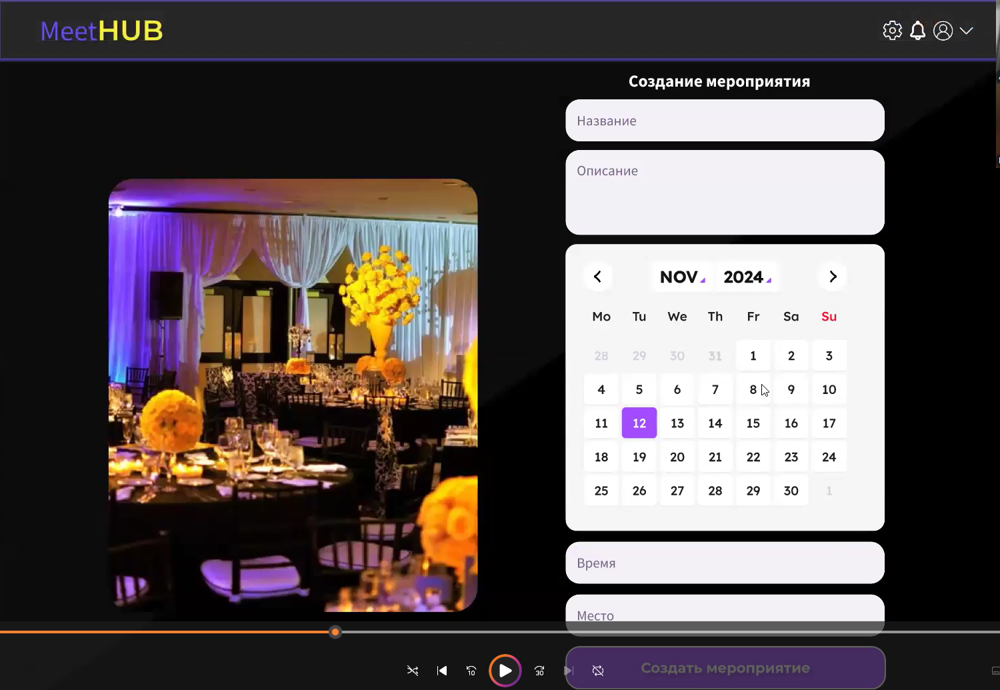 MeetHUB
Создание мероприятия
Название
Описание
NOV 2024
Mo Tu We Th Fr Sa Su
28 29 30 31 1 2 3
4 5 6 7 8 9 10
11 12 13 14 15 16 17
18 19 20 21 22 23 24
25 26 27 28 29 30 1
Время
Место
Создать мероприятие
10 30